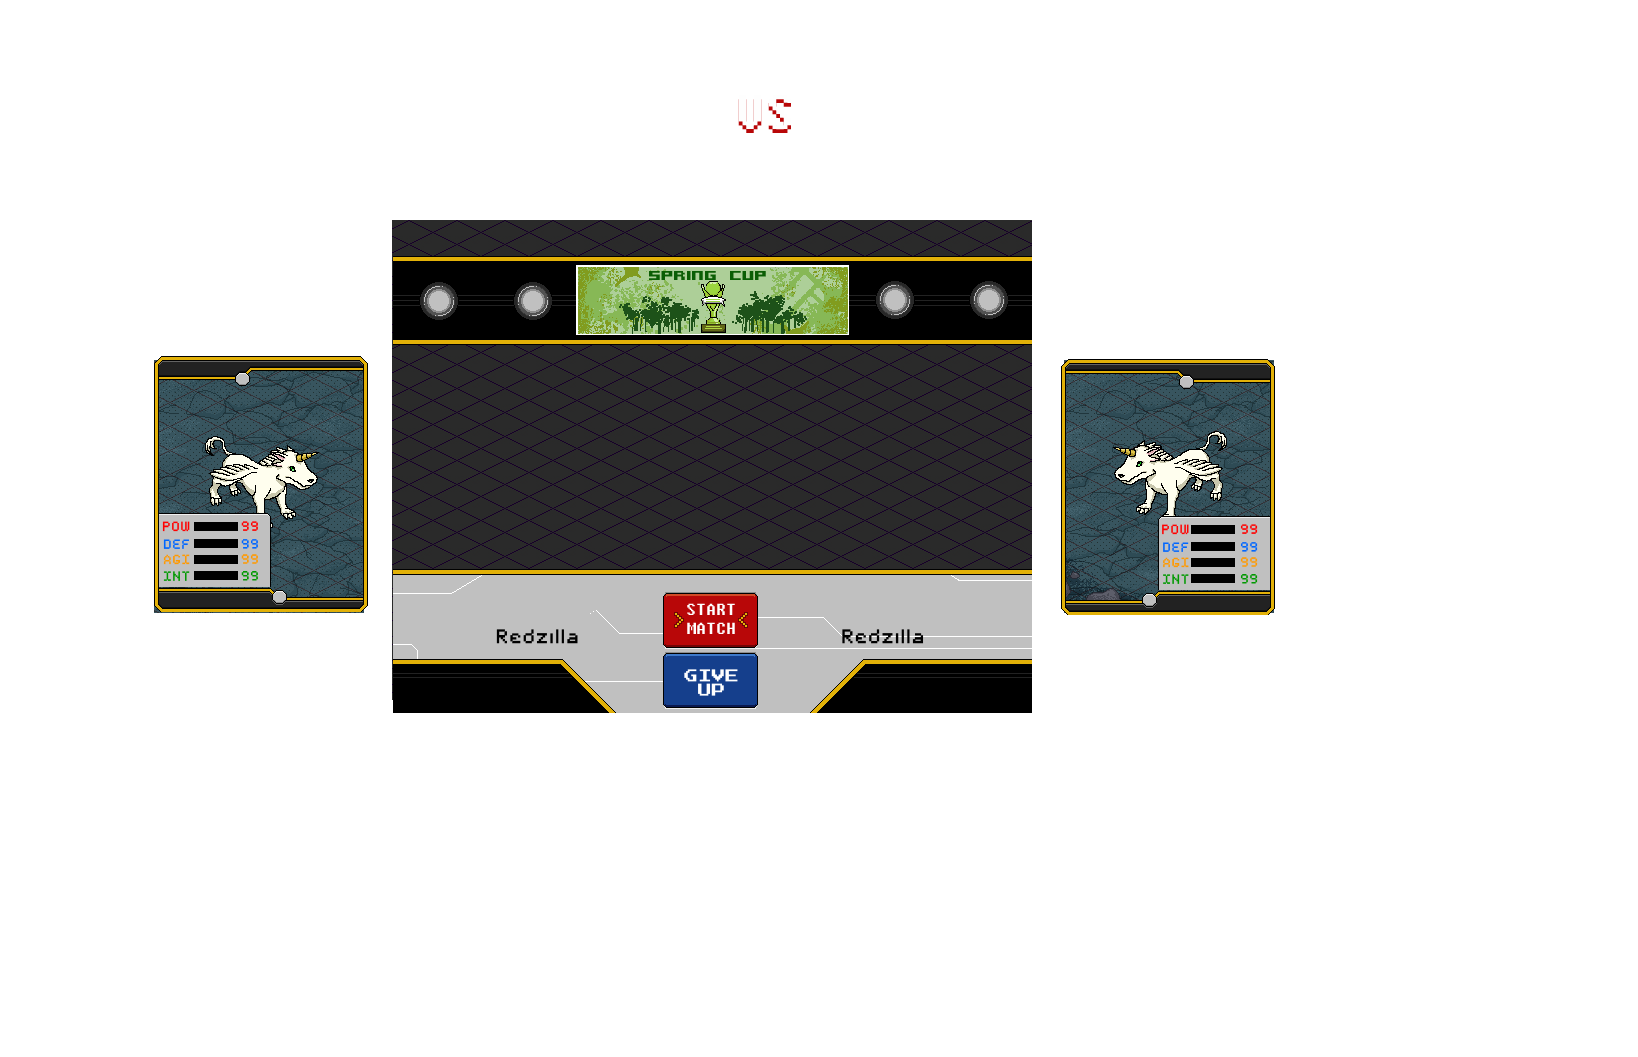 VS
SPRING CUP
POW 99
DEF 99
AGI 99
INT 99
POW 99
DEF 99
AGI 99
INT 99
> START <
MATCH
Redzilla
Redzilla
GIVE
UP